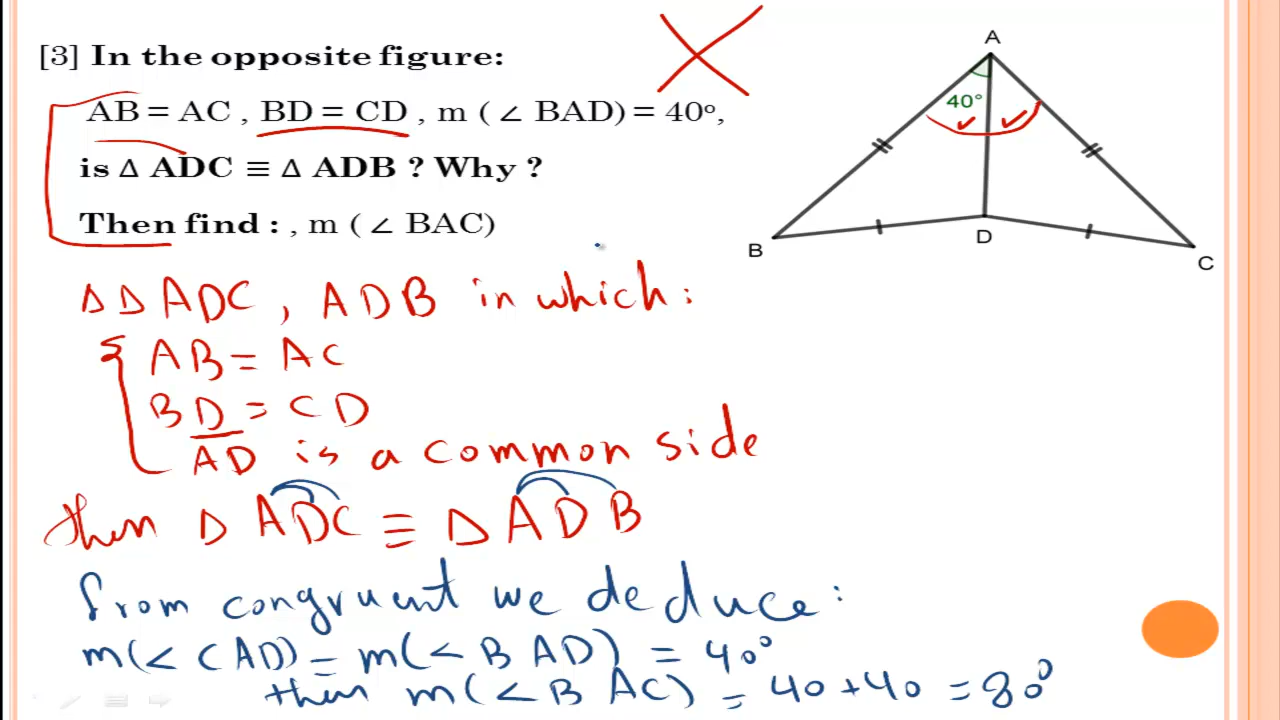 [3] In the opposite figure:
AB = AC , BD = CD , m ( ∠ BAD) = 40°,
is Δ ADC ≡ Δ ADB ? Why ?
Then find : , m ( ∠ BAC)
A
40°
B
D
C
Δ Δ ADC , ADB in which :
AB = AC
BD = CD
AD is a common side
then Δ ADC ≡ Δ ADB
from congruent we deduce :
m(∠ CAD) = m(∠ BAD) = 40°
then m(∠ BAC) = 40 + 40 = 80°